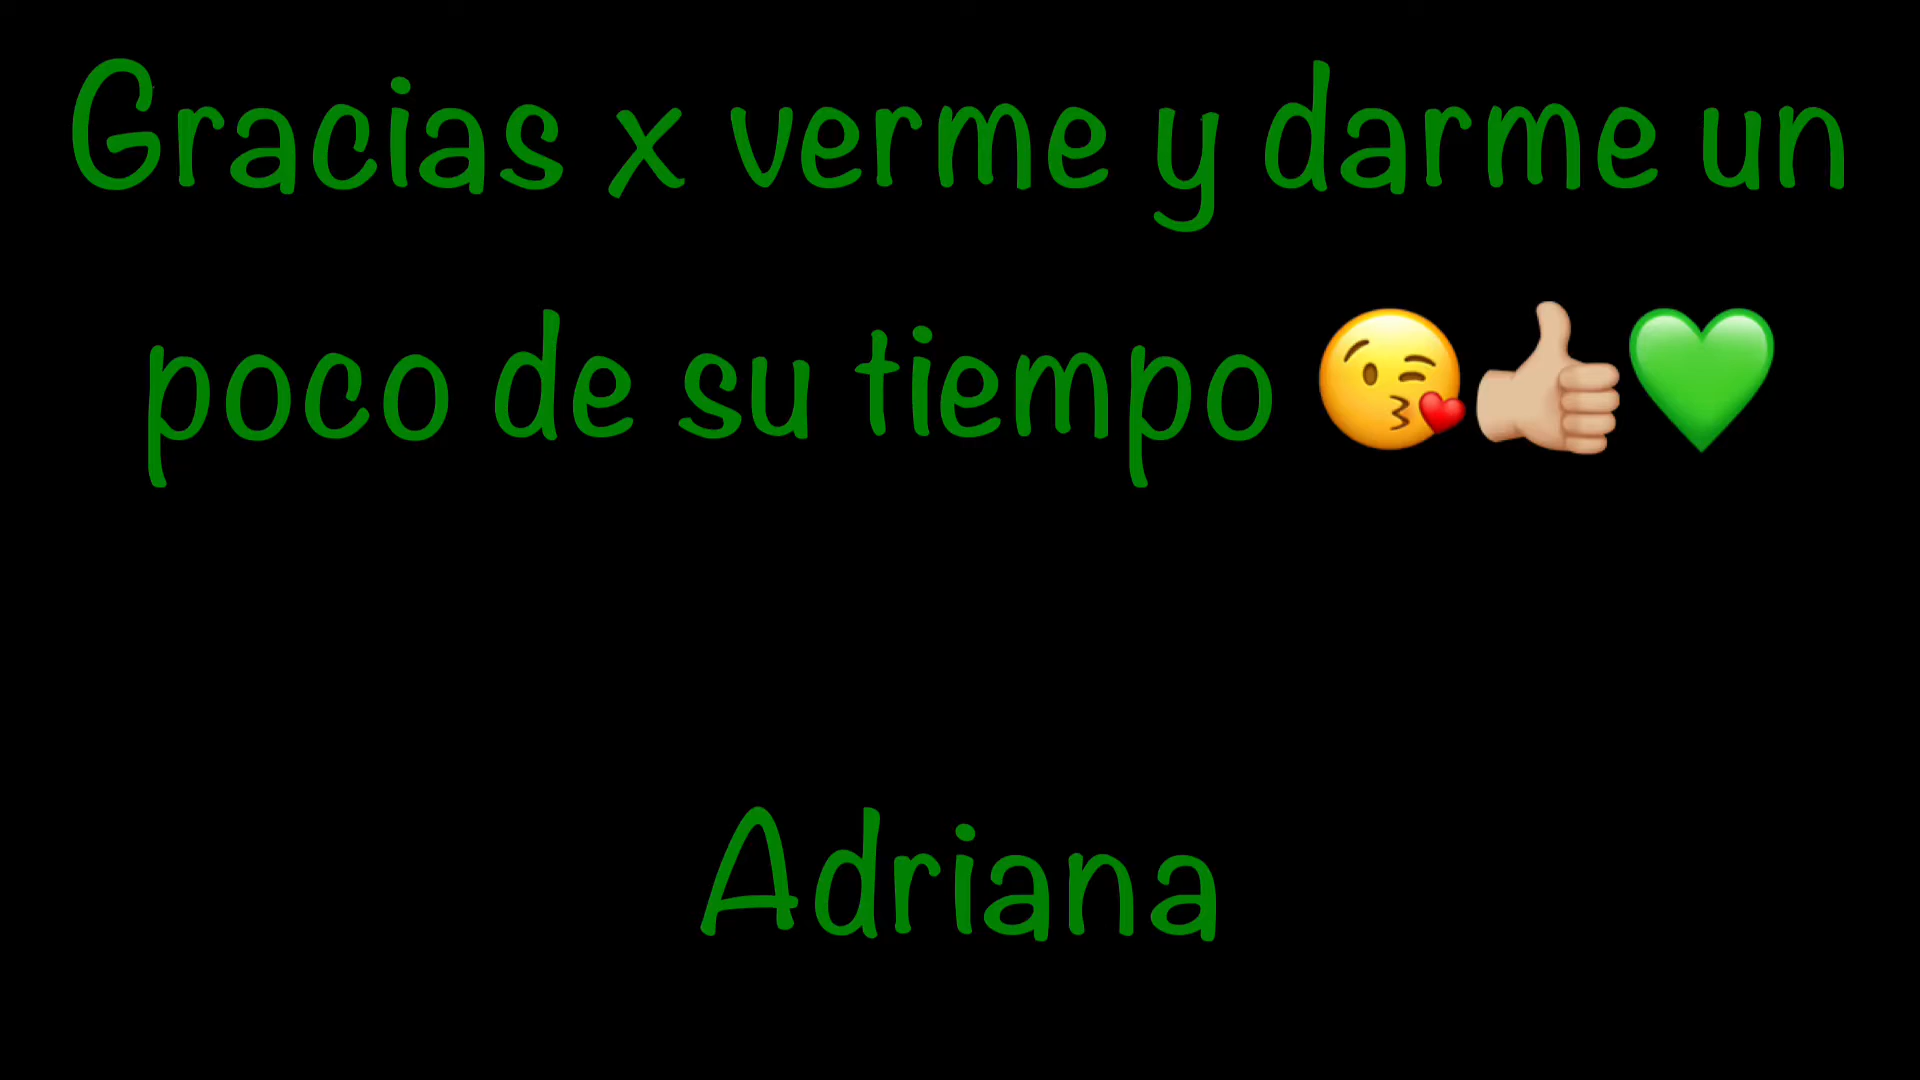 Gracias x verme y darme un
poco de su tiempo 😘👍🏼💚
Adriana